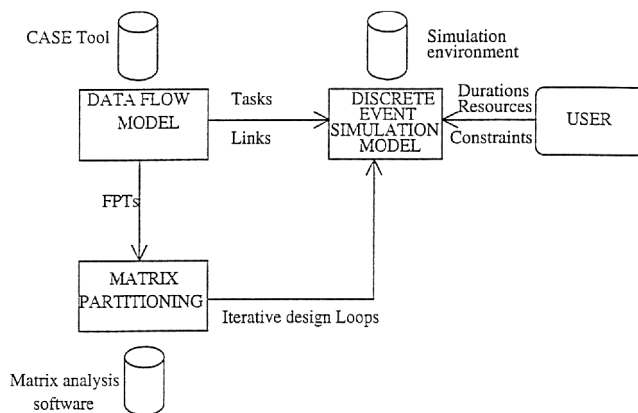 CASE Tool
Simulation
environment
DATA FLOW
MODEL
Tasks
Links
DISCRETE
EVENT
SIMULATION
MODEL
Durations
Resources
Constraints
USER
FPTs
MATRIX
PARTITIONING
Iterative design Loops
Matrix analysis
software